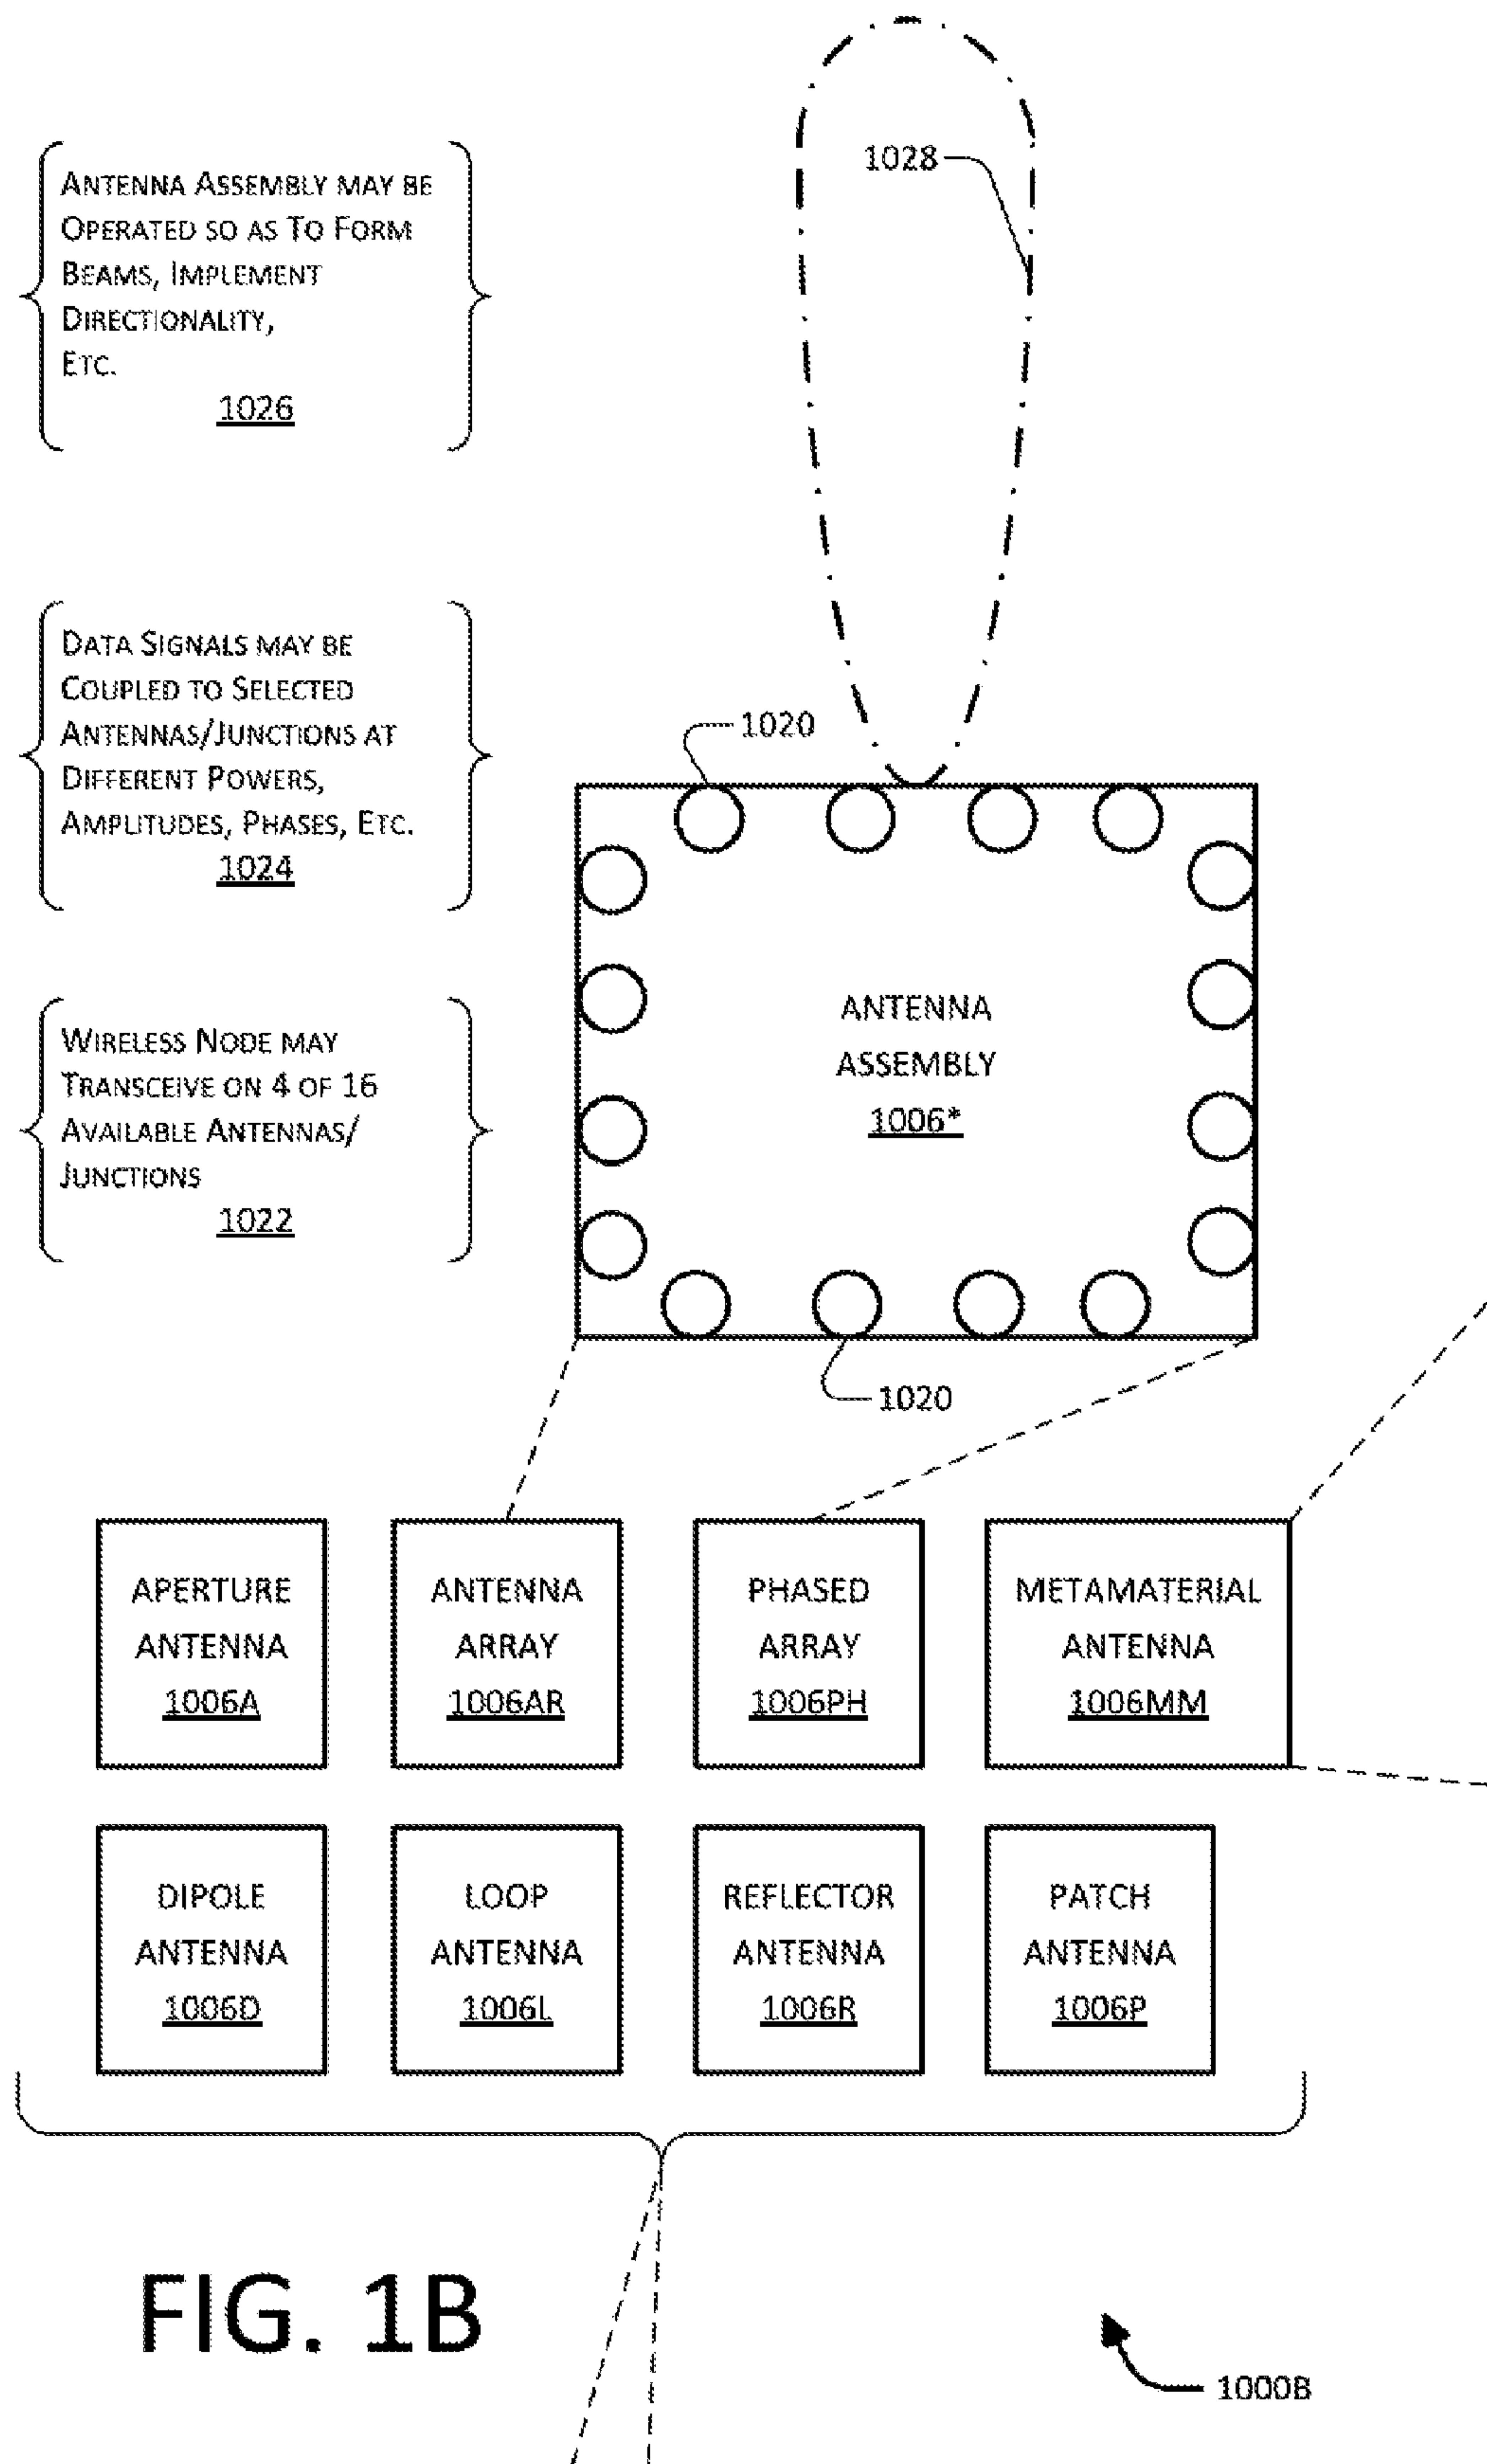 1028
ANTENNA ASSEMBLY MAY BE
OPERATED SO AS TO FORM
BEAMS, IMPLEMENT
DIRECTIONALITY,
ETC.
1026
DATA SIGNALS MAY BE
COUPLED TO SELECTED
ANTENNAS/JUNCTIONS AT
DIFFERENT POWERS,
AMPLITUDES, PHASES, ETC.
1024
1020
WIRELESS NODE MAY
TRANSCEIVE ON 4 OF 16
AVAILABLE ANTENNAS/
JUNCTIONS
1022
ANTENNA
ASSEMBLY
1006*
1020
APERTURE
ANTENNA
1006A
ANTENNA
ARRAY
1006AR
PHASED
ARRAY
1006PH
METAMATERIAL
ANTENNA
1006MM
DIPOLE
ANTENNA
1006D
LOOP
ANTENNA
1006L
REFLECTOR
ANTENNA
1006R
PATCH
ANTENNA
1006P
FIG. 1B
1000B